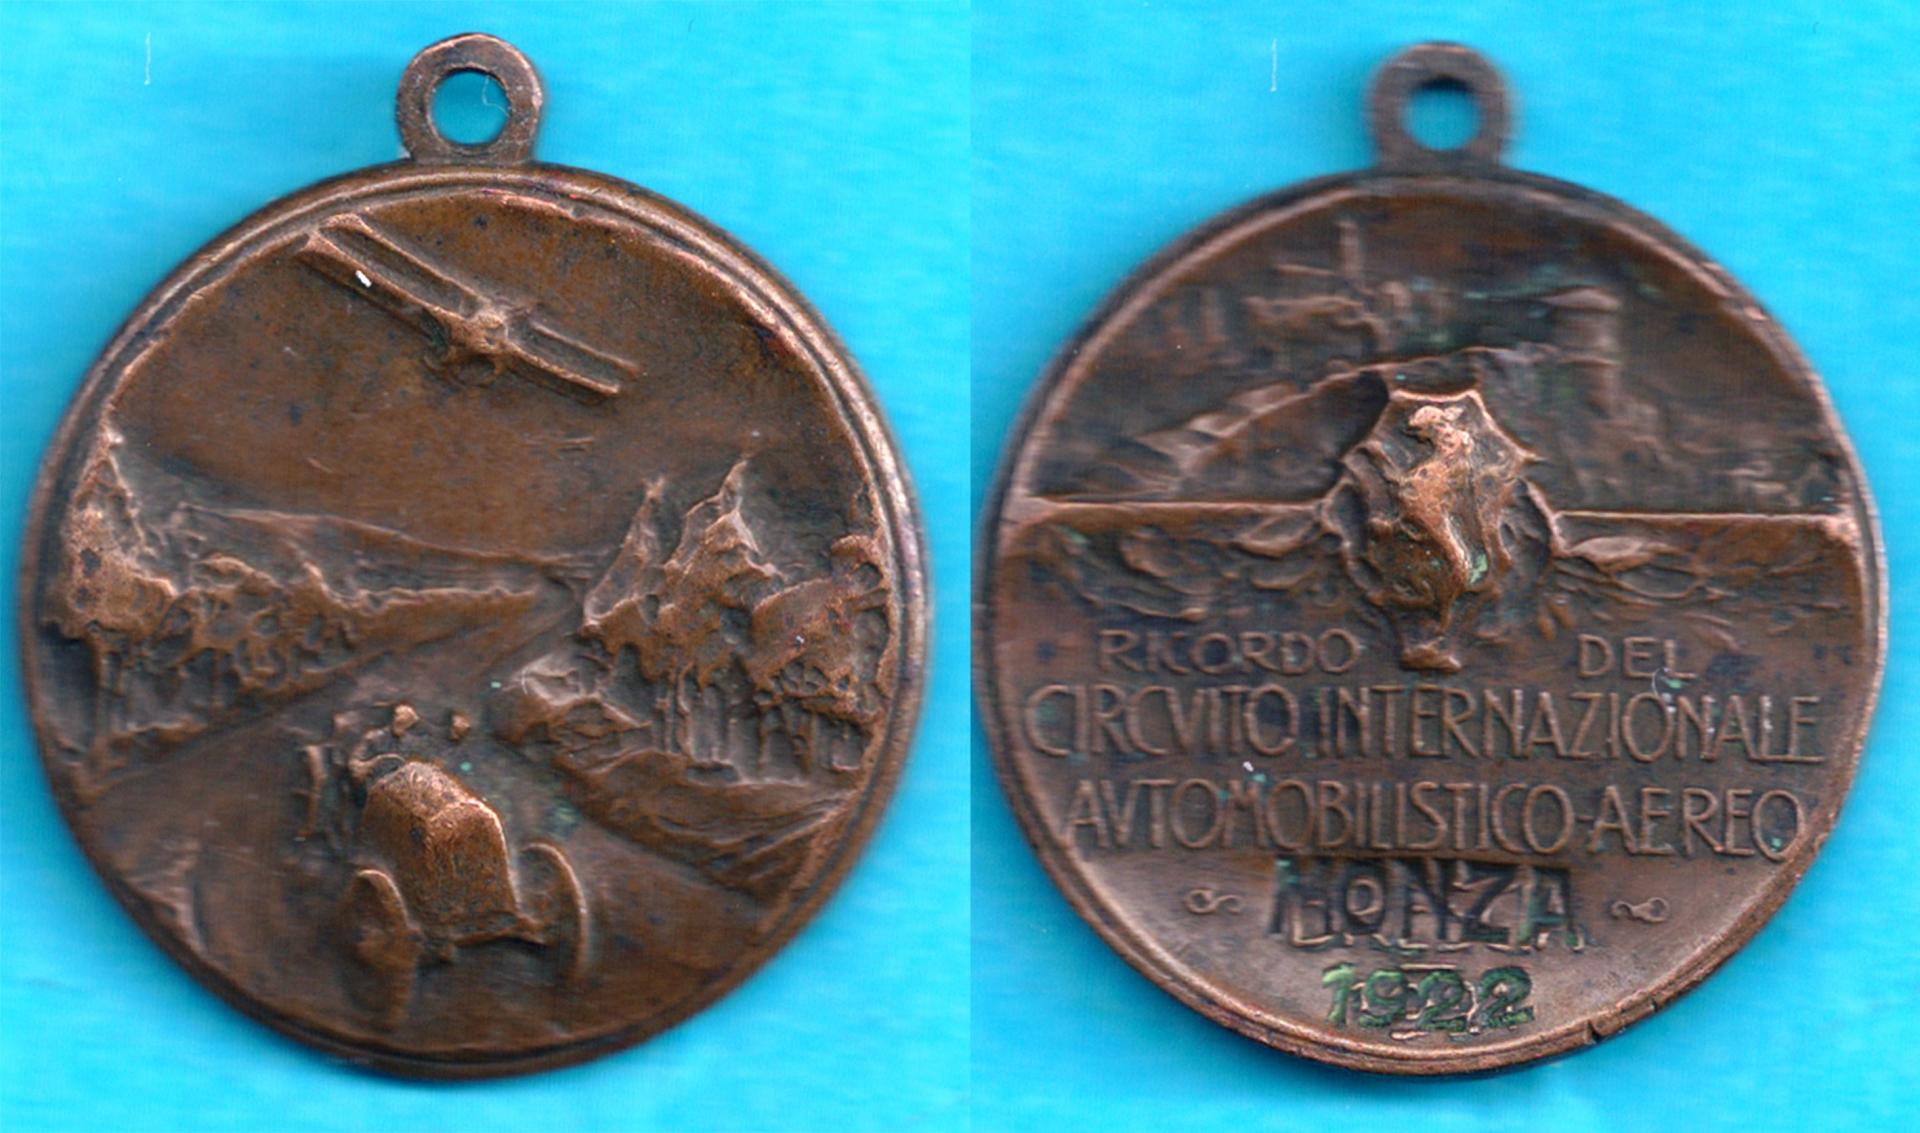 RICORDO DEL
CIRCVITO INTERNAZIONALE
AVTOMOBILISTICO-AEREO
MONZA
1922